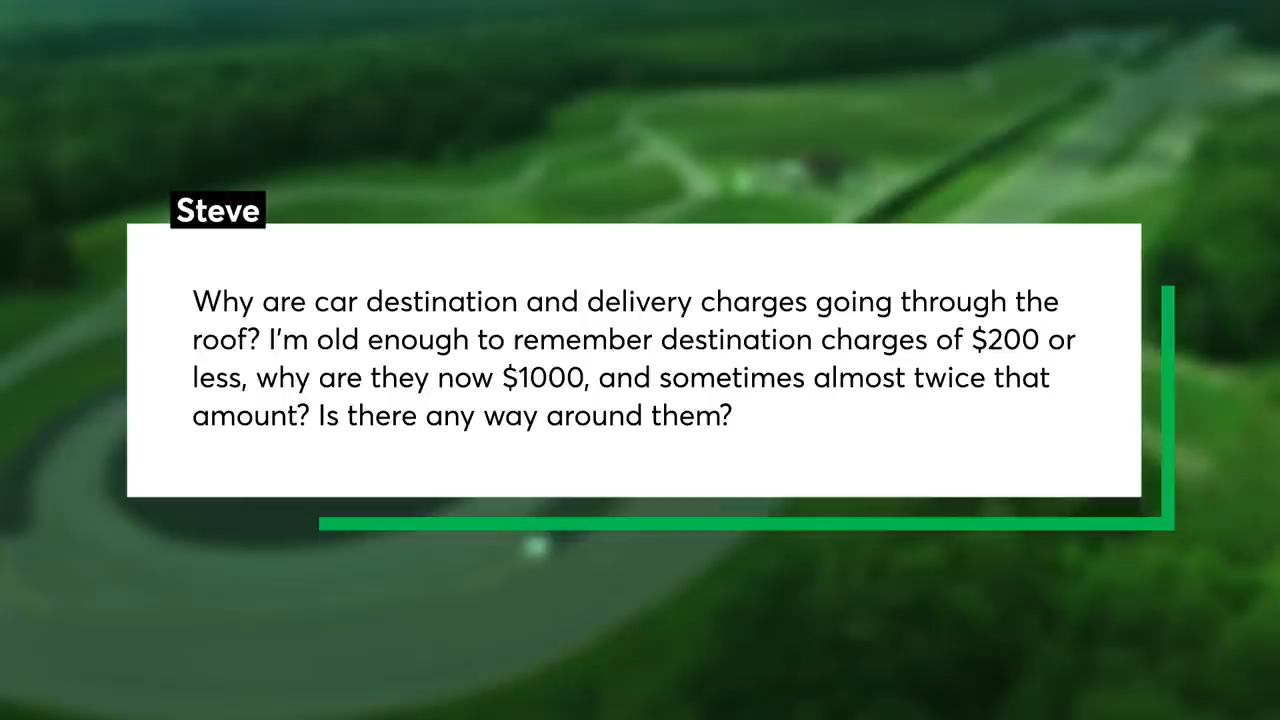 Steve
Why are car destination and delivery charges going through the
roof? I'm old enough to remember destination charges of $200 or
less, why are they now $1000, and sometimes almost twice that
amount? Is there any way around them?